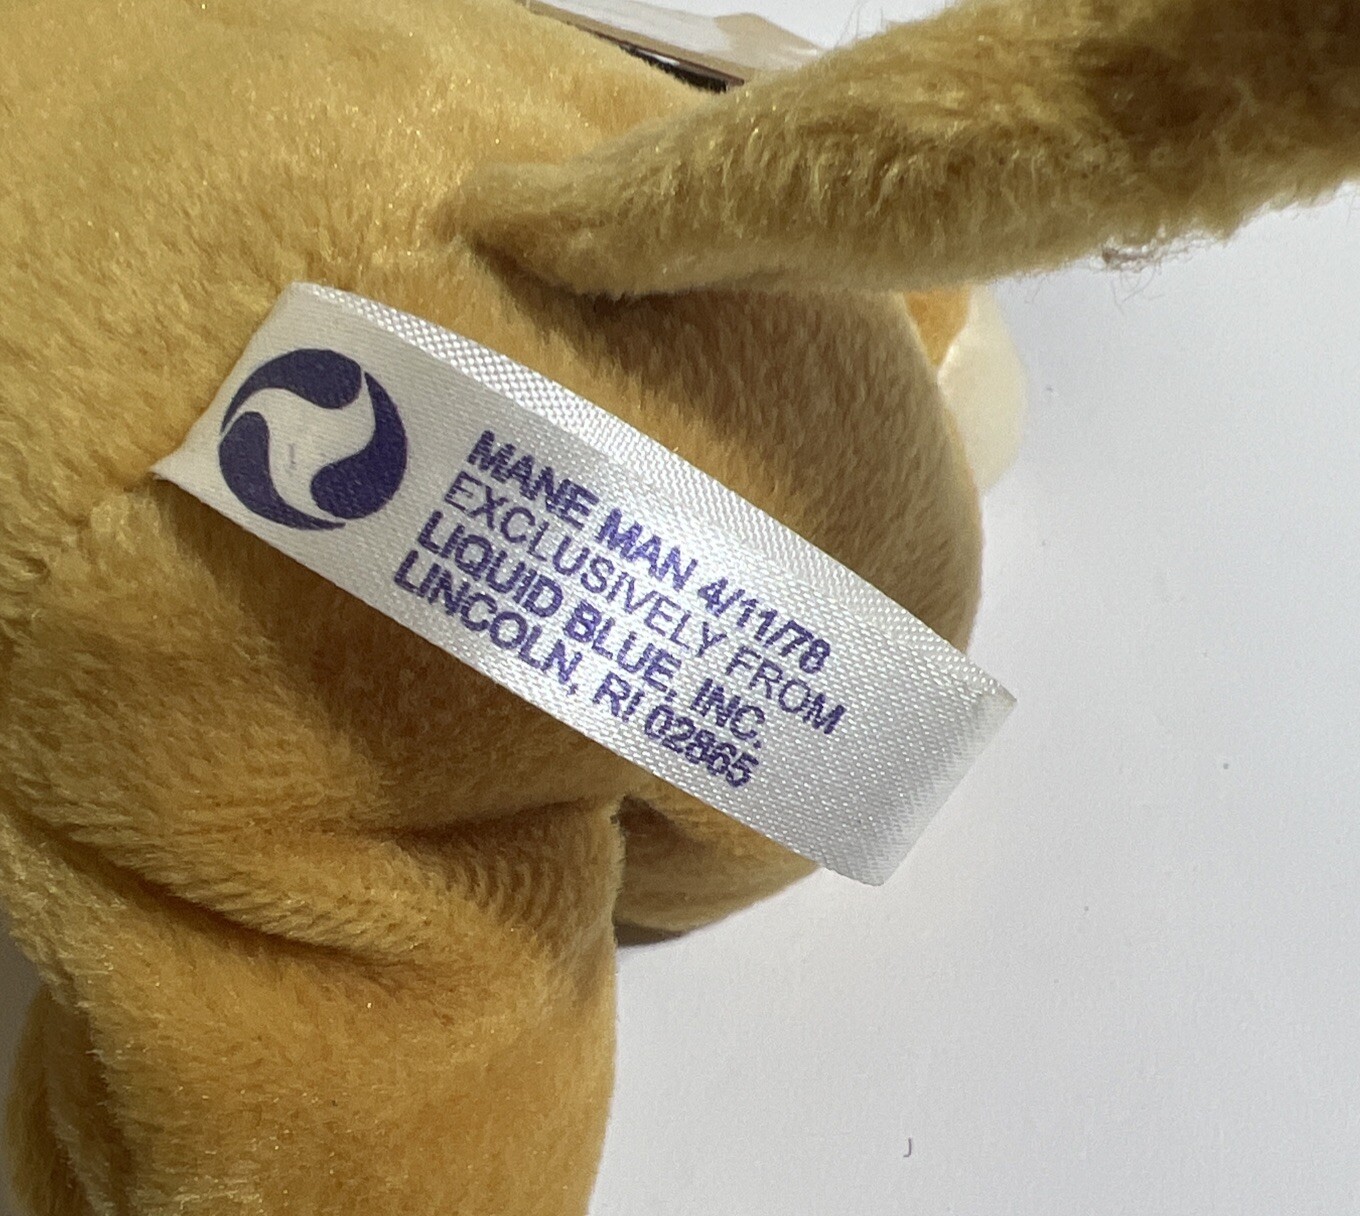 MANE MAN 4/11/78
EXCLUSIVELY FROM
LIQUID BLUE, INC.
LINCOLN, RI 02865